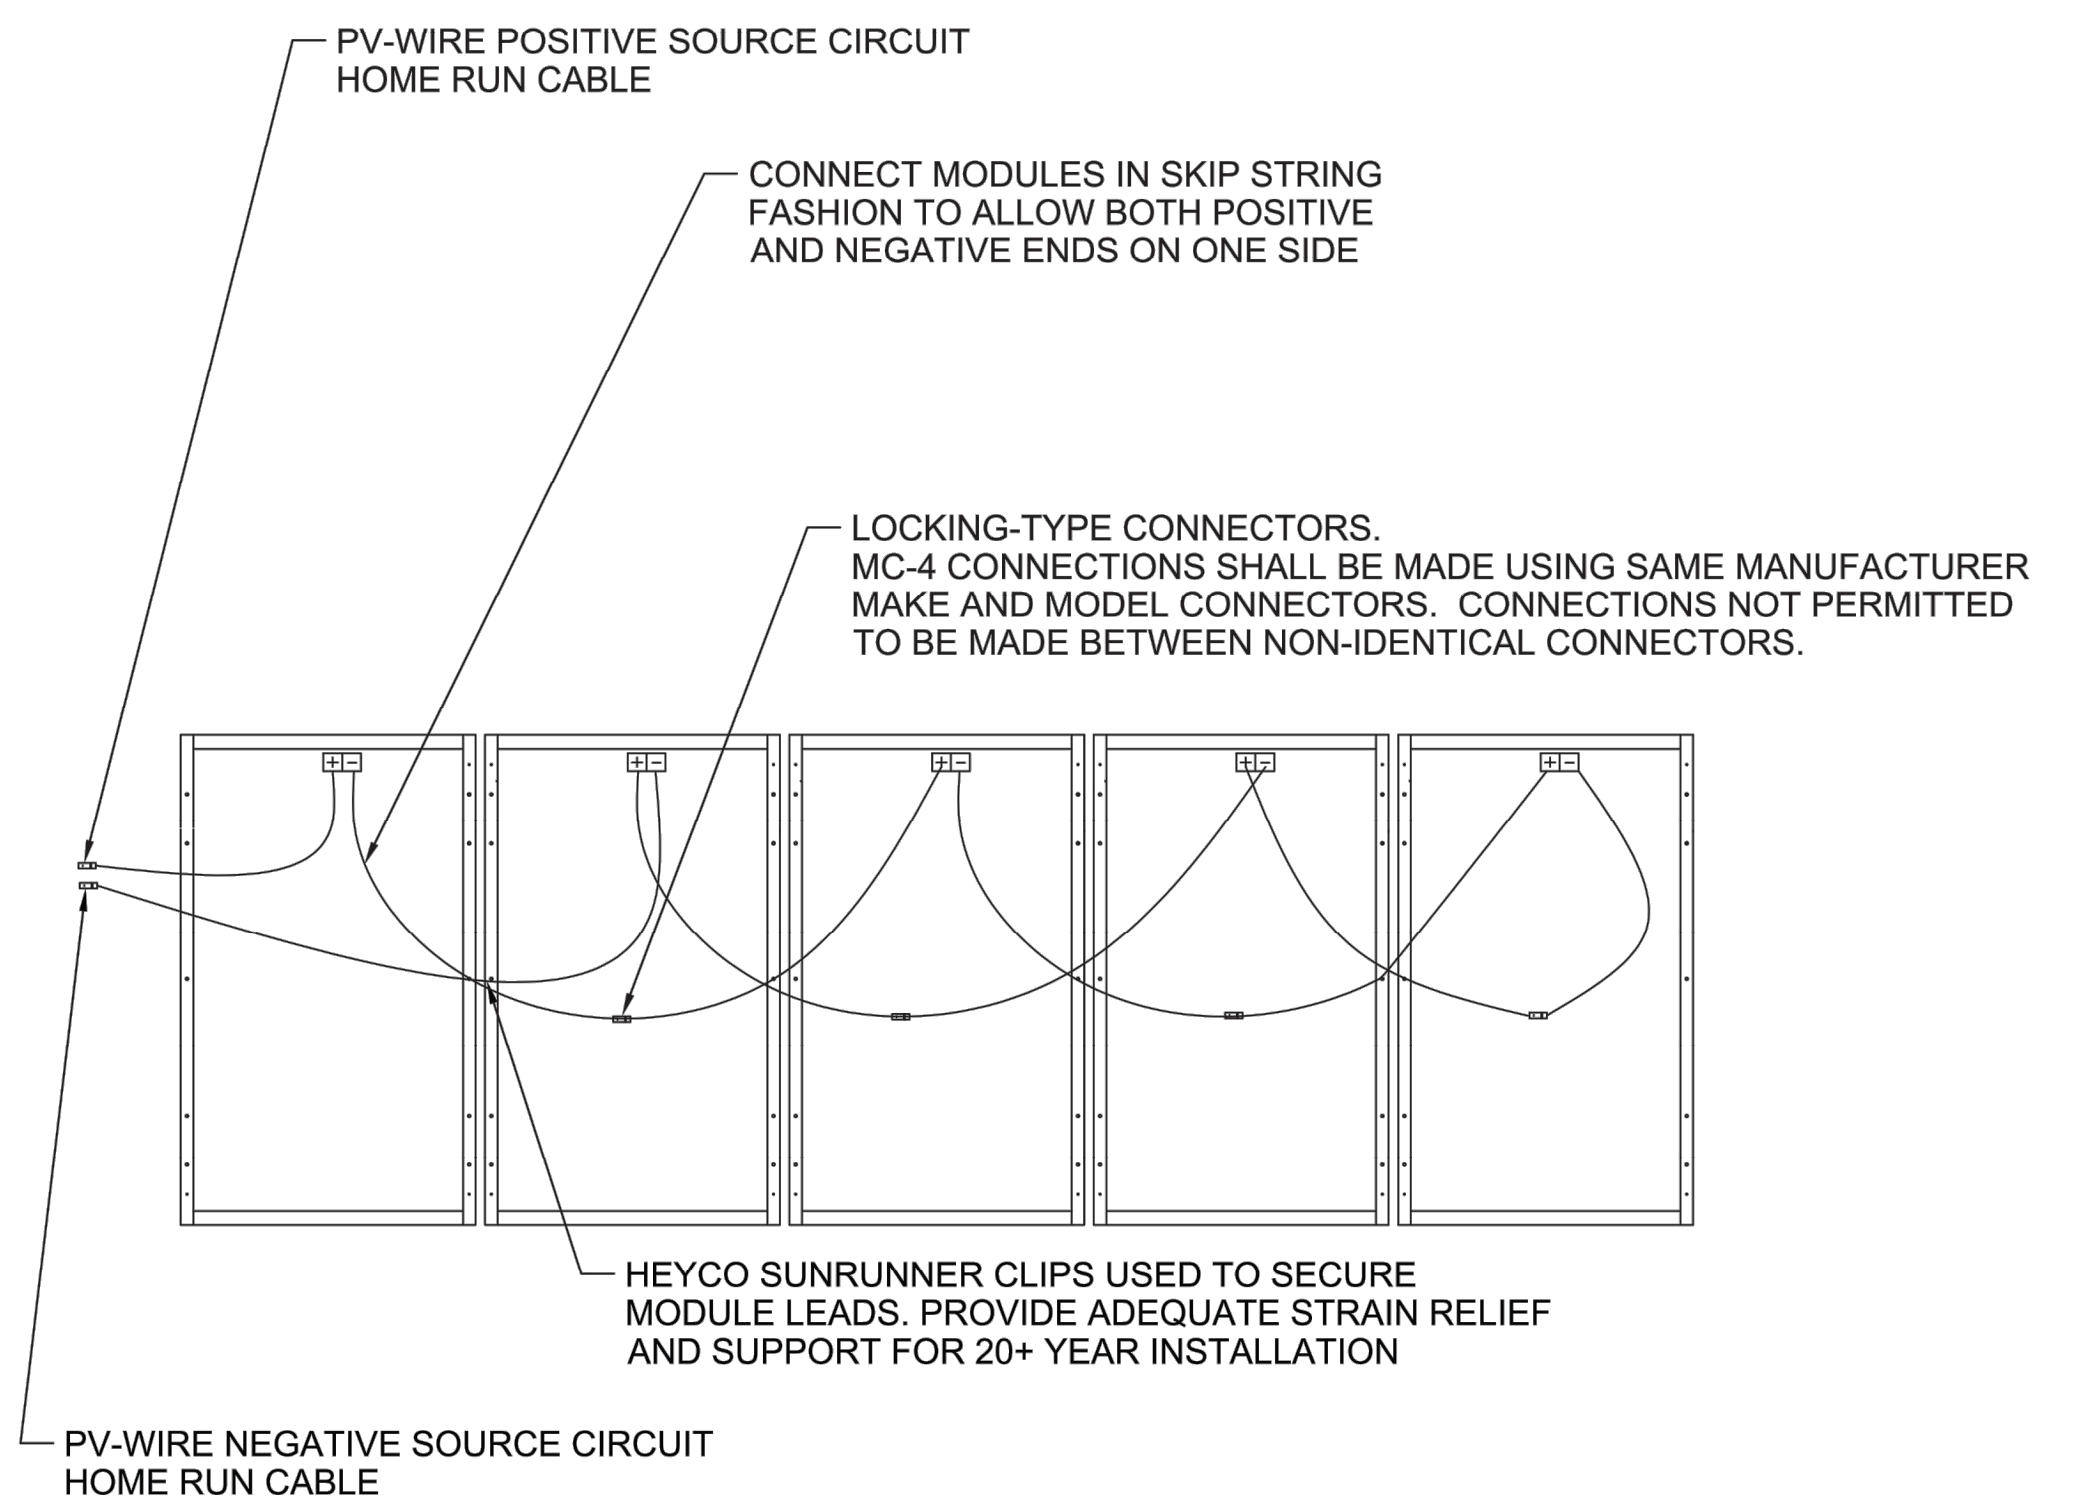 PV-WIRE POSITIVE SOURCE CIRCUIT
HOME RUN CABLE
CONNECT MODULES IN SKIP STRING
FASHION TO ALLOW BOTH POSITIVE
AND NEGATIVE ENDS ON ONE SIDE
LOCKING-TYPE CONNECTORS.
MC-4 CONNECTIONS SHALL BE MADE USING SAME MANUFACTURER
MAKE AND MODEL CONNECTORS.  CONNECTIONS NOT PERMITTED
TO BE MADE BETWEEN NON-IDENTICAL CONNECTORS.
+ − + − + − + − + −
HEYCO SUNRUNNER CLIPS USED TO SECURE
MODULE LEADS. PROVIDE ADEQUATE STRAIN RELIEF
AND SUPPORT FOR 20+ YEAR INSTALLATION
PV-WIRE NEGATIVE SOURCE CIRCUIT
HOME RUN CABLE